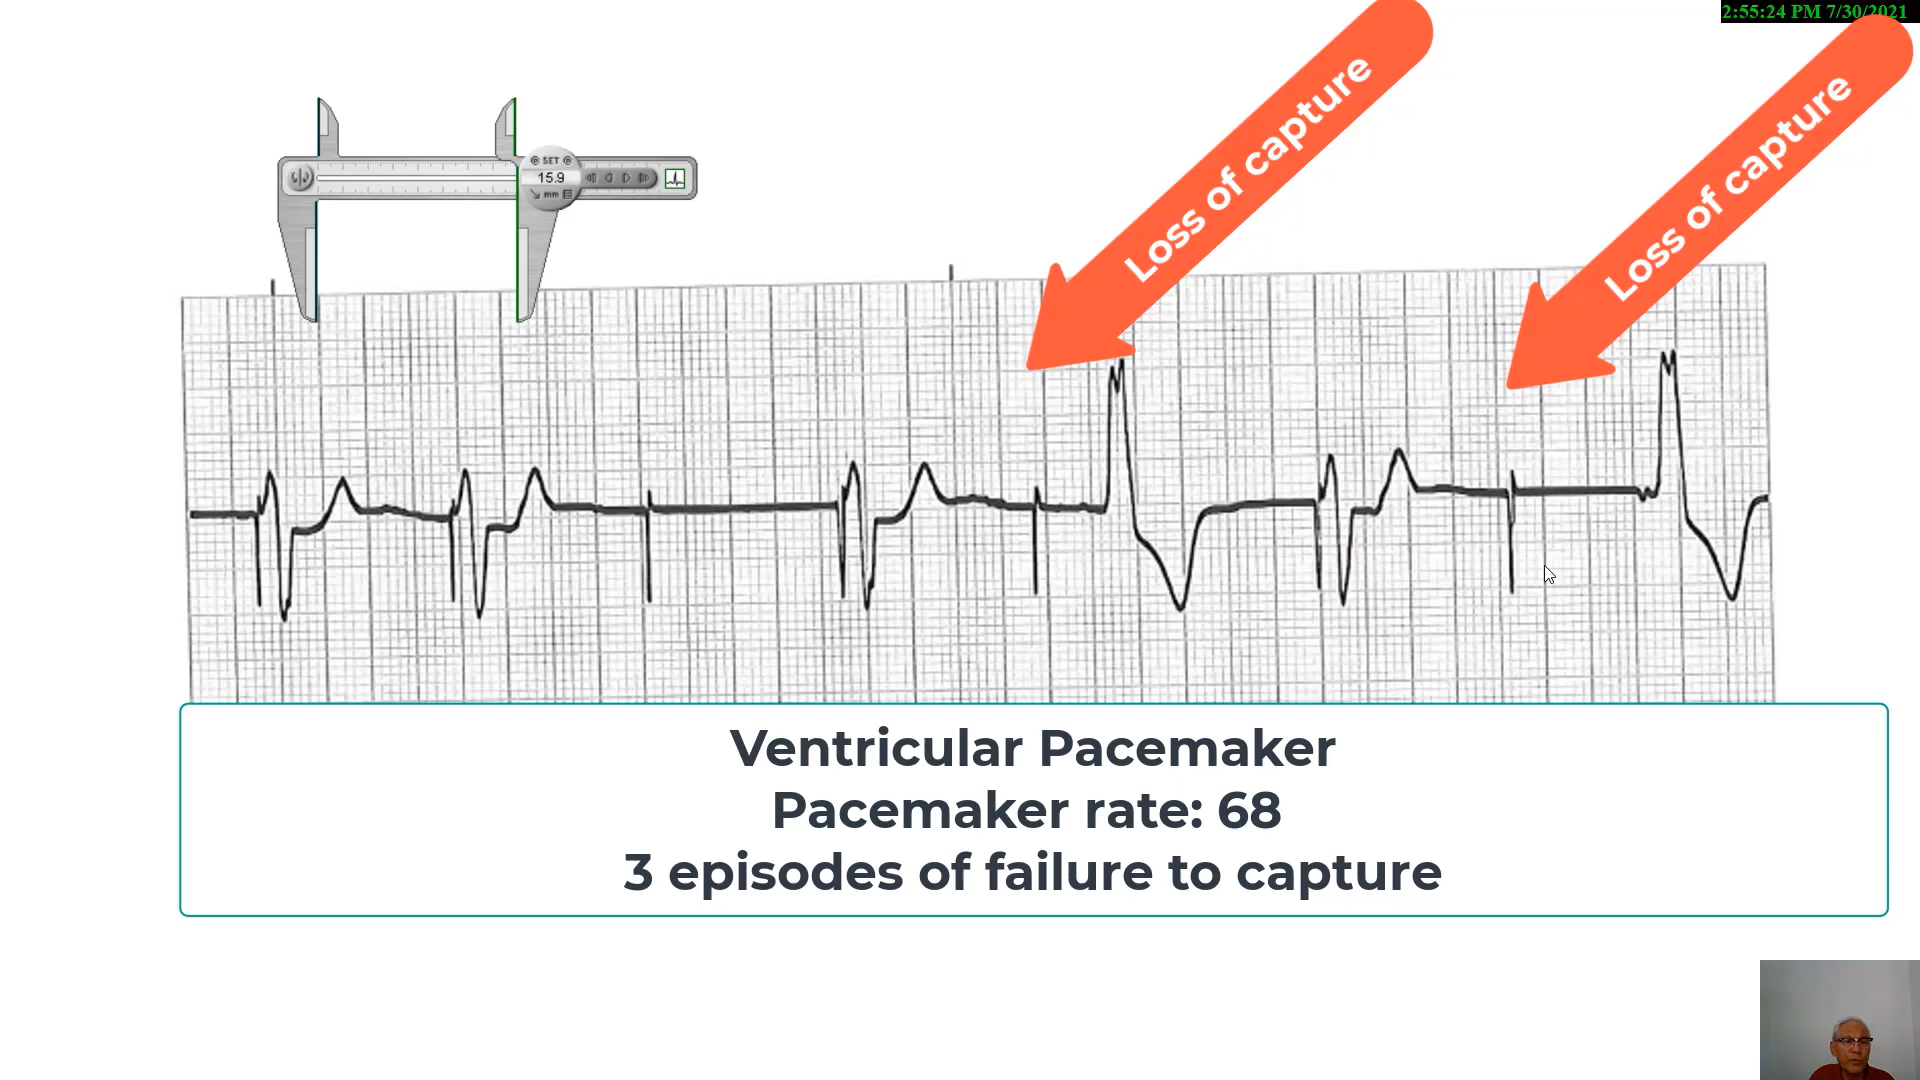 2:55:24 PM 7/30/2021
Loss of capture
Loss of capture
SET
15.9
mm
Ventricular Pacemaker
Pacemaker rate: 68
3 episodes of failure to capture